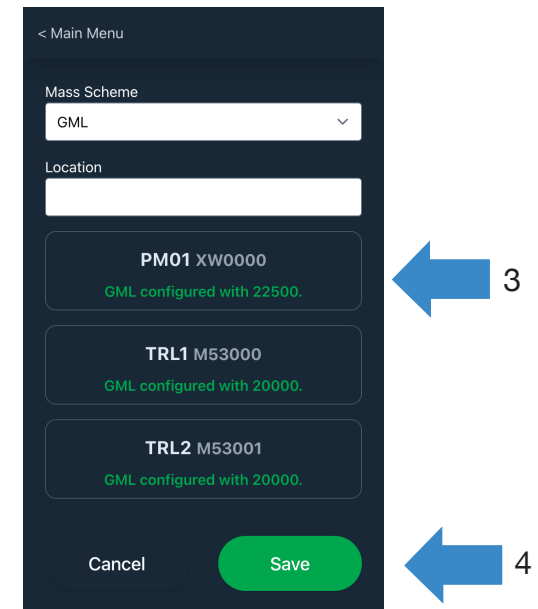 < Main Menu
Mass Scheme
GML
Location
PM01 XW0000
GML configured with 22500.
3
TRL1 M53000
GML configured with 20000.
TRL2 M53001
GML configured with 20000.
Cancel
Save
4